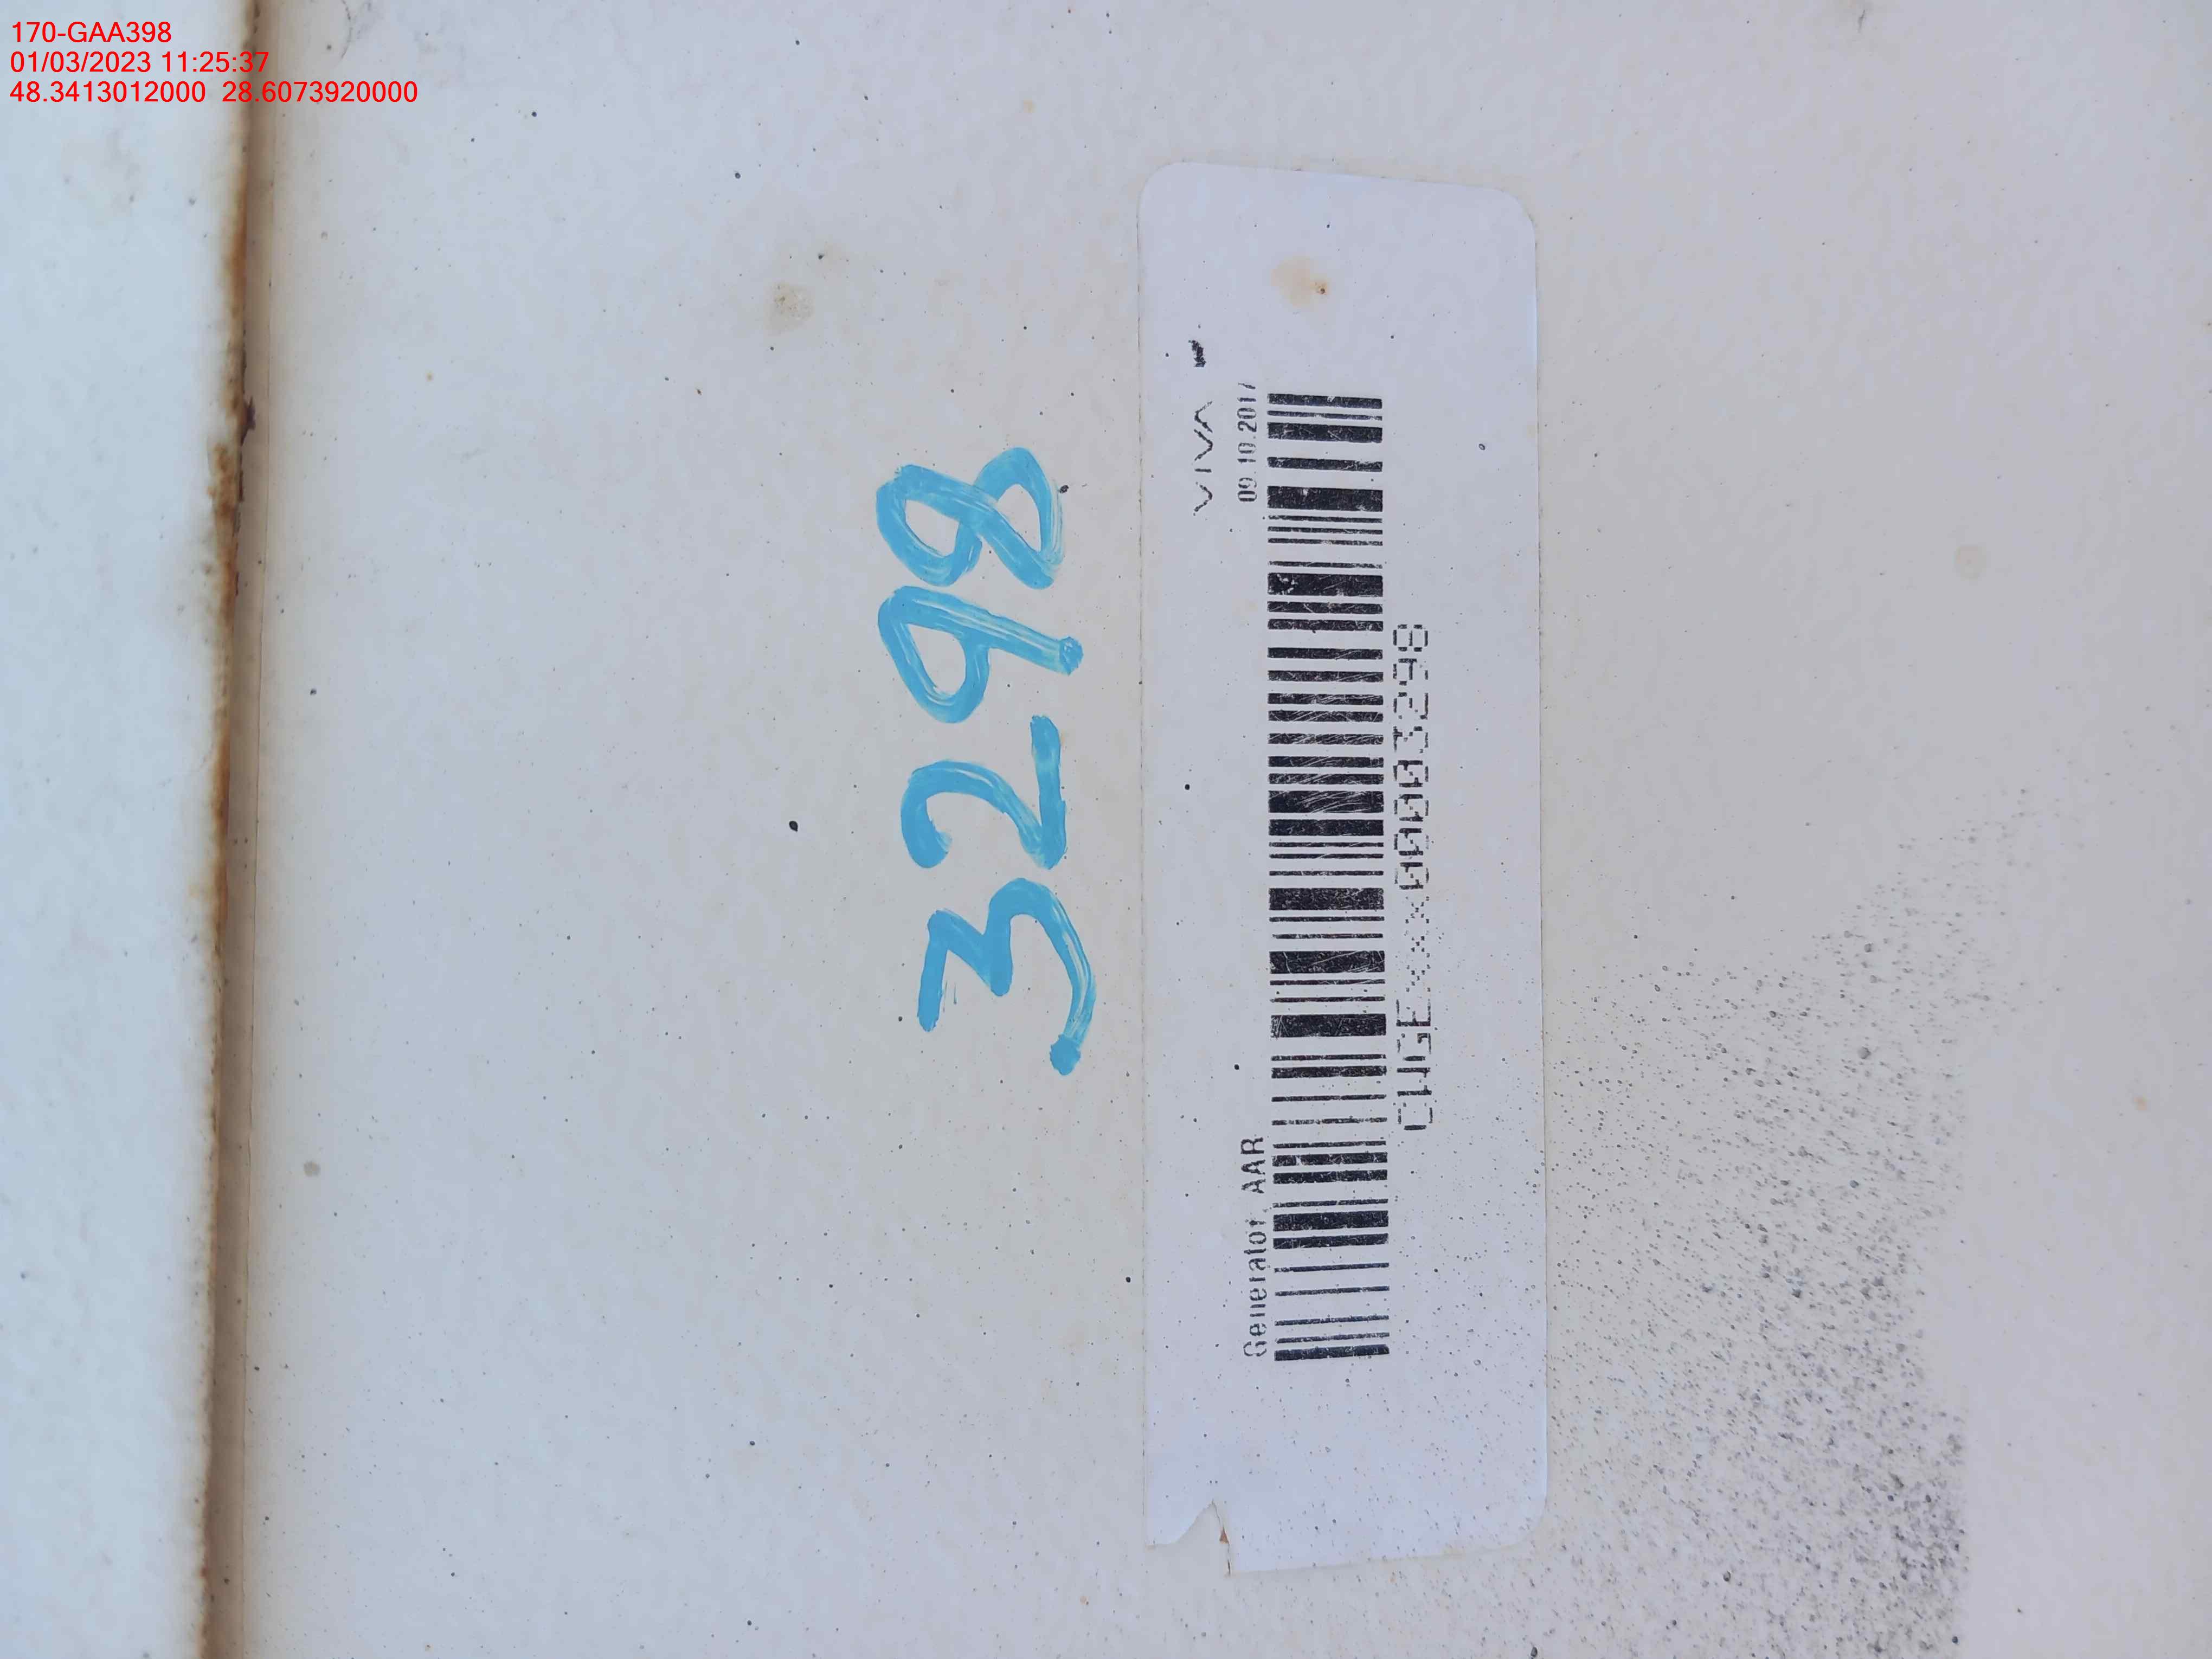 170-GAA398
01/03/2023 11:25:37
48.3413012000 28.6073920000
3298
VIVA
Generator AAR 09.10.2017
CWGEXXX00003298